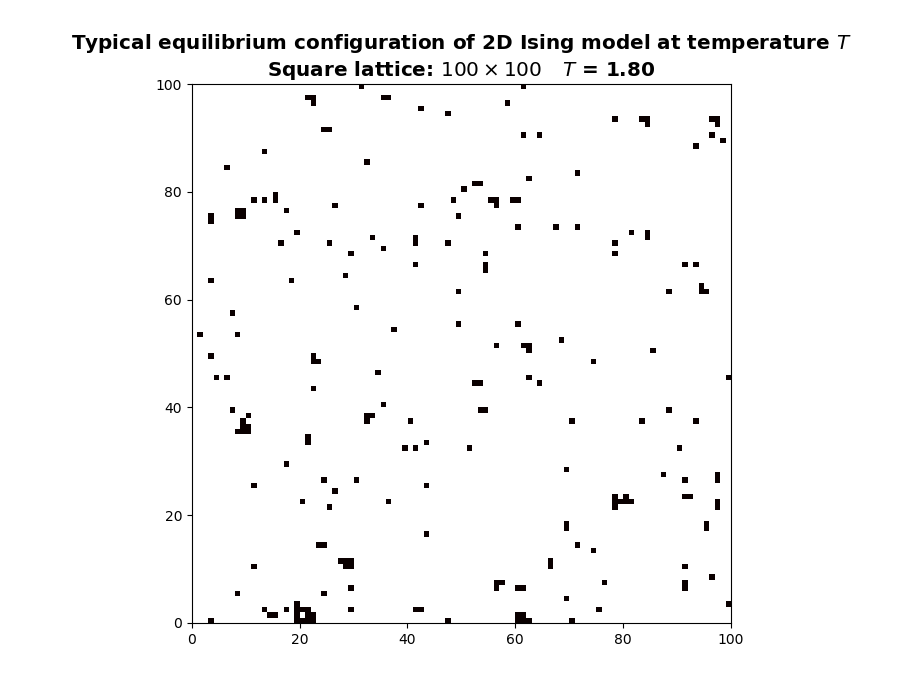 Typical equilibrium configuration of 2D Ising model at temperature T
Square lattice: 100 × 100 T = 1.80
100
80
60
40
20
0
0 20 40 60 80 100